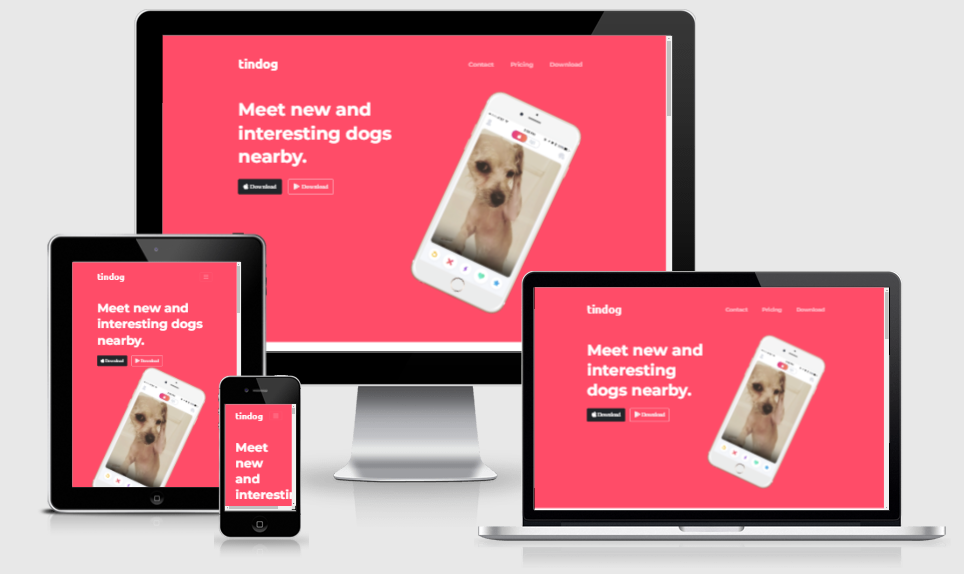 tindog
Contact Pricing Download
Meet new and
interesting dogs
nearby.
Download Download
tindog
Meet new and
interesting dogs
nearby.
Download Download
tindog
Meet
new
and
interestin
tindog
Contact Pricing Download
Meet new and
interesting
dogs nearby.
Download Download